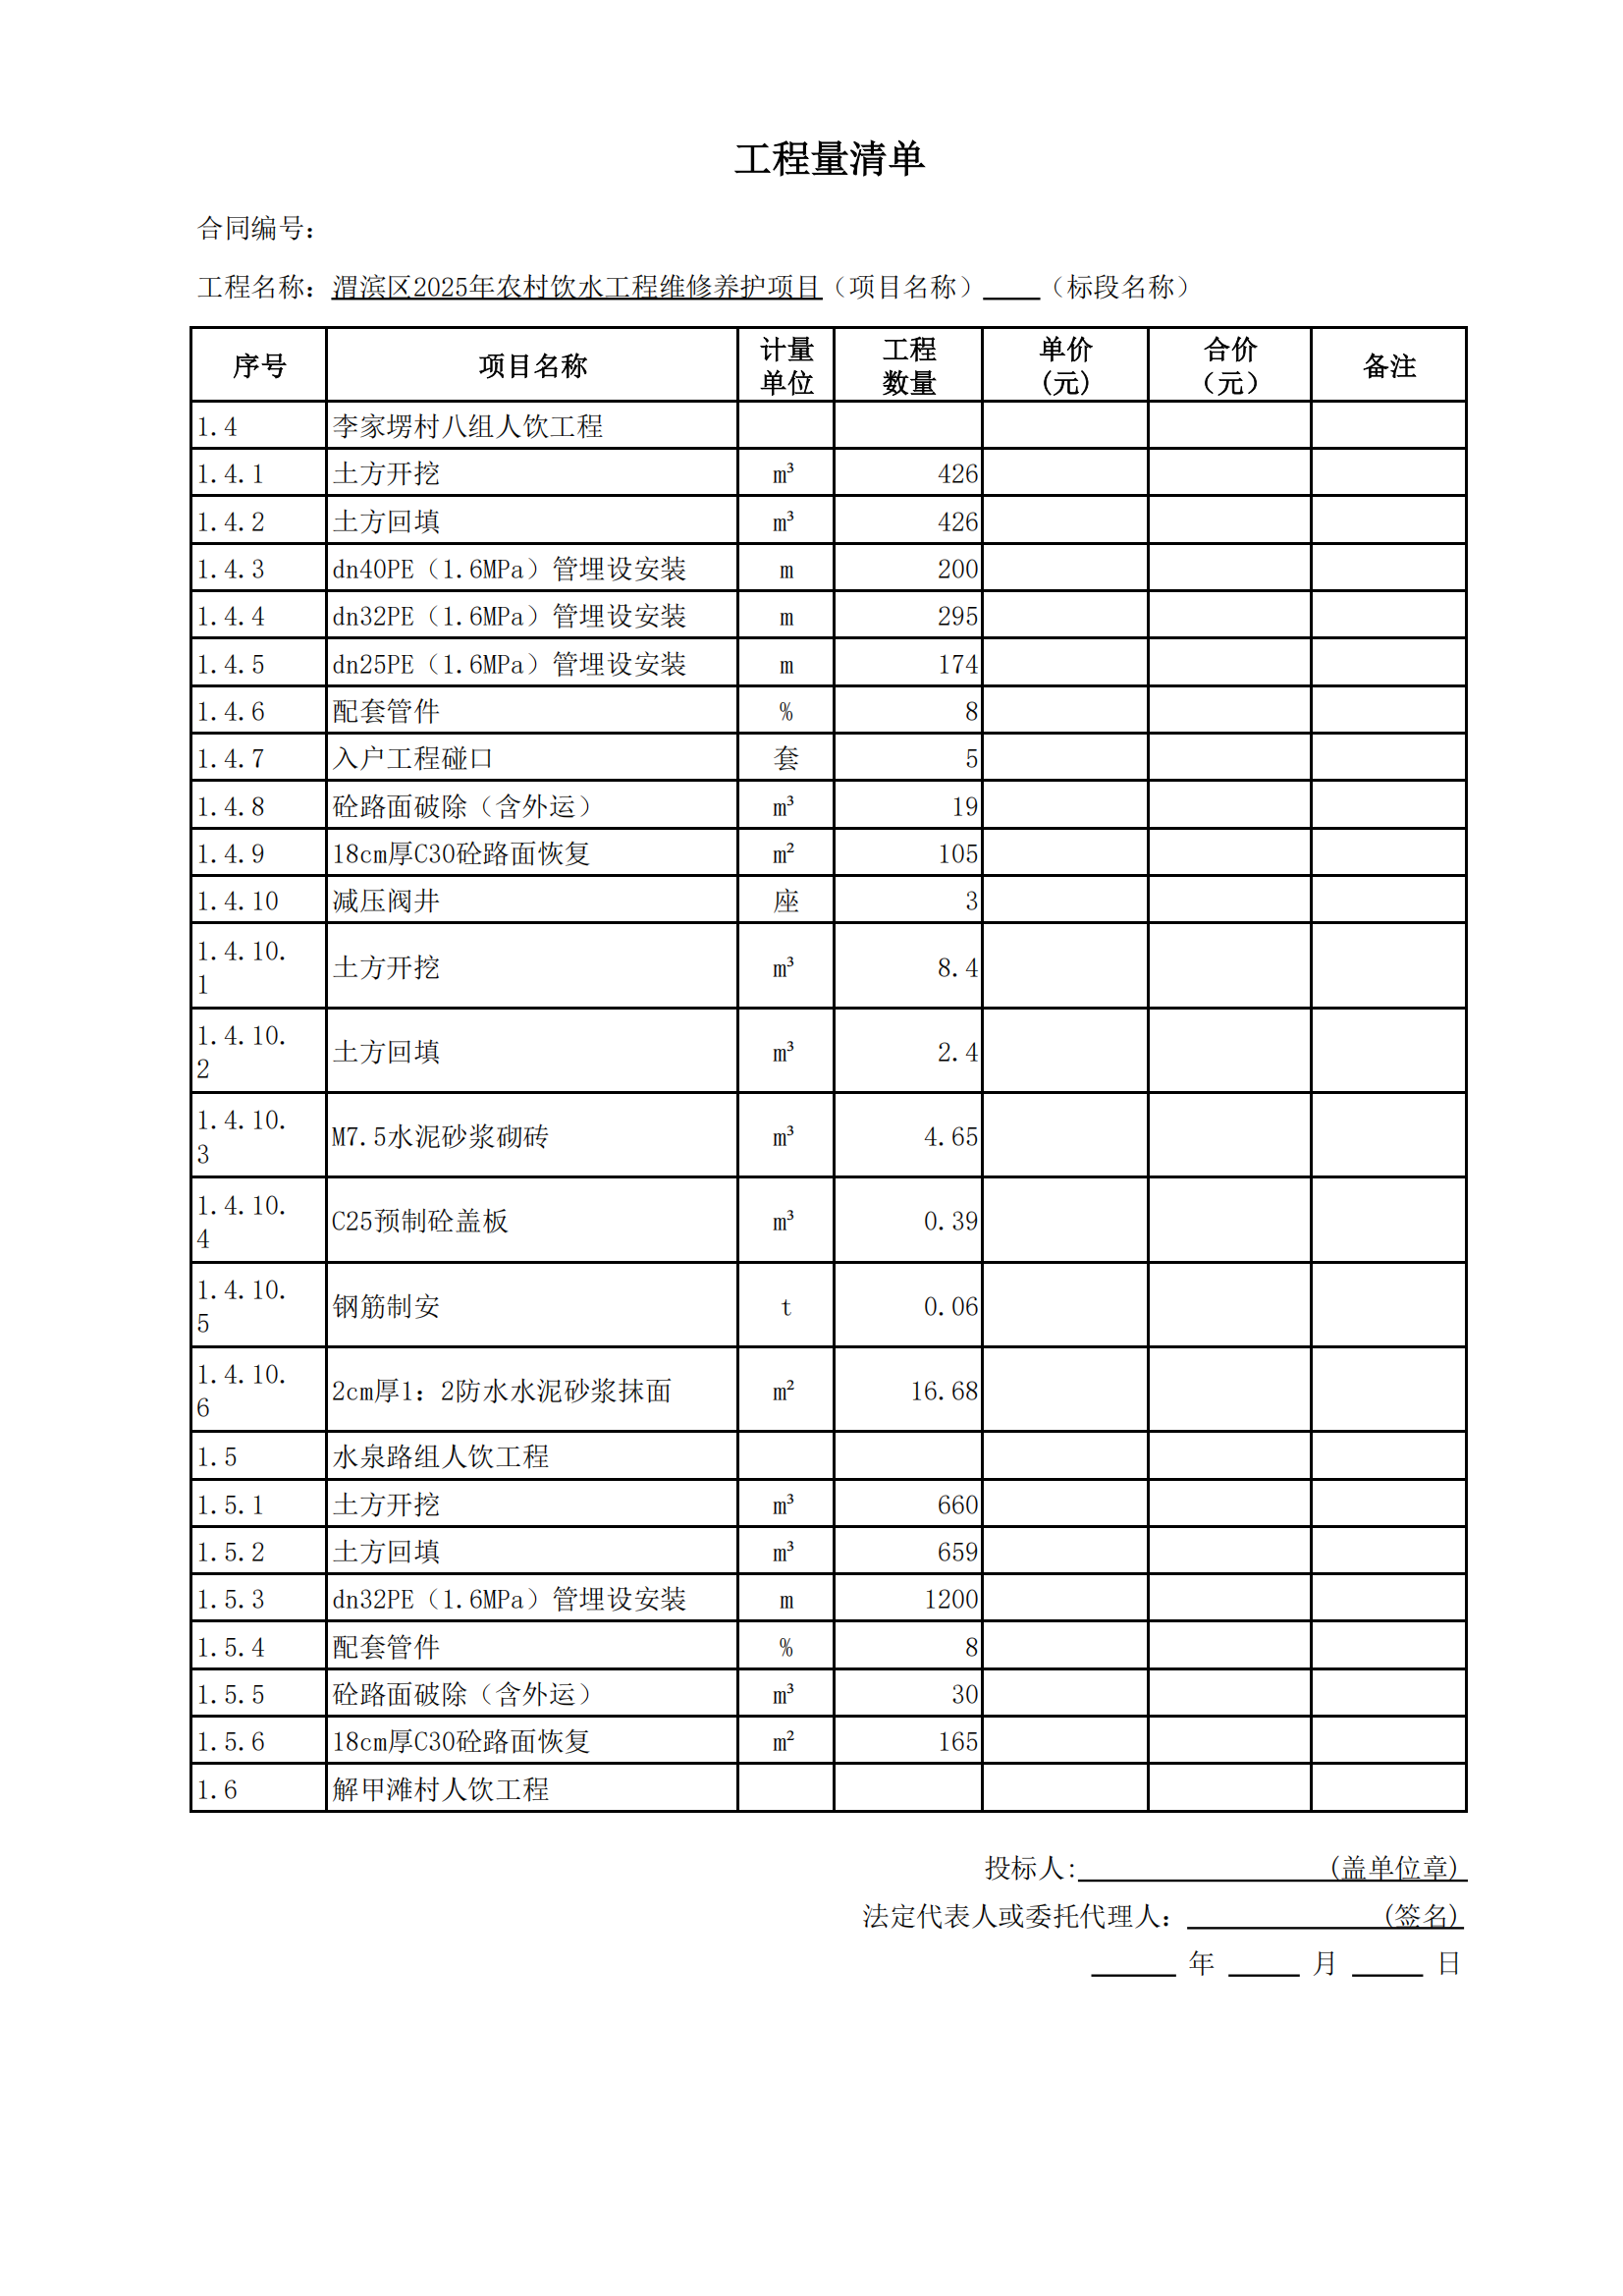 工程量清单
合同编号：
工程名称：渭滨区2025年农村饮水工程维修养护项目（项目名称）____（标段名称）
序号 项目名称 计量单位 工程数量 单价(元) 合价（元） 备注
1.4 李家堎村八组人饮工程
1.4.1 土方开挖 m³ 426
1.4.2 土方回填 m³ 426
1.4.3 dn40PE（1.6MPa）管埋设安装 m 200
1.4.4 dn32PE（1.6MPa）管埋设安装 m 295
1.4.5 dn25PE（1.6MPa）管埋设安装 m 174
1.4.6 配套管件 % 8
1.4.7 入户工程碰口 套 5
1.4.8 砼路面破除（含外运） m³ 19
1.4.9 18cm厚C30砼路面恢复 m² 105
1.4.10 减压阀井 座 3
1.4.10.1 土方开挖 m³ 8.4
1.4.10.2 土方回填 m³ 2.4
1.4.10.3 M7.5水泥砂浆砌砖 m³ 4.65
1.4.10.4 C25预制砼盖板 m³ 0.39
1.4.10.5 钢筋制安 t 0.06
1.4.10.6 2cm厚1：2防水水泥砂浆抹面 m² 16.68
1.5 水泉路组人饮工程
1.5.1 土方开挖 m³ 660
1.5.2 土方回填 m³ 659
1.5.3 dn32PE（1.6MPa）管埋设安装 m 1200
1.5.4 配套管件 % 8
1.5.5 砼路面破除（含外运） m³ 30
1.5.6 18cm厚C30砼路面恢复 m² 165
1.6 解甲滩村人饮工程
投标人:____(盖单位章)
法定代表人或委托代理人：____(签名)
____年____月____日